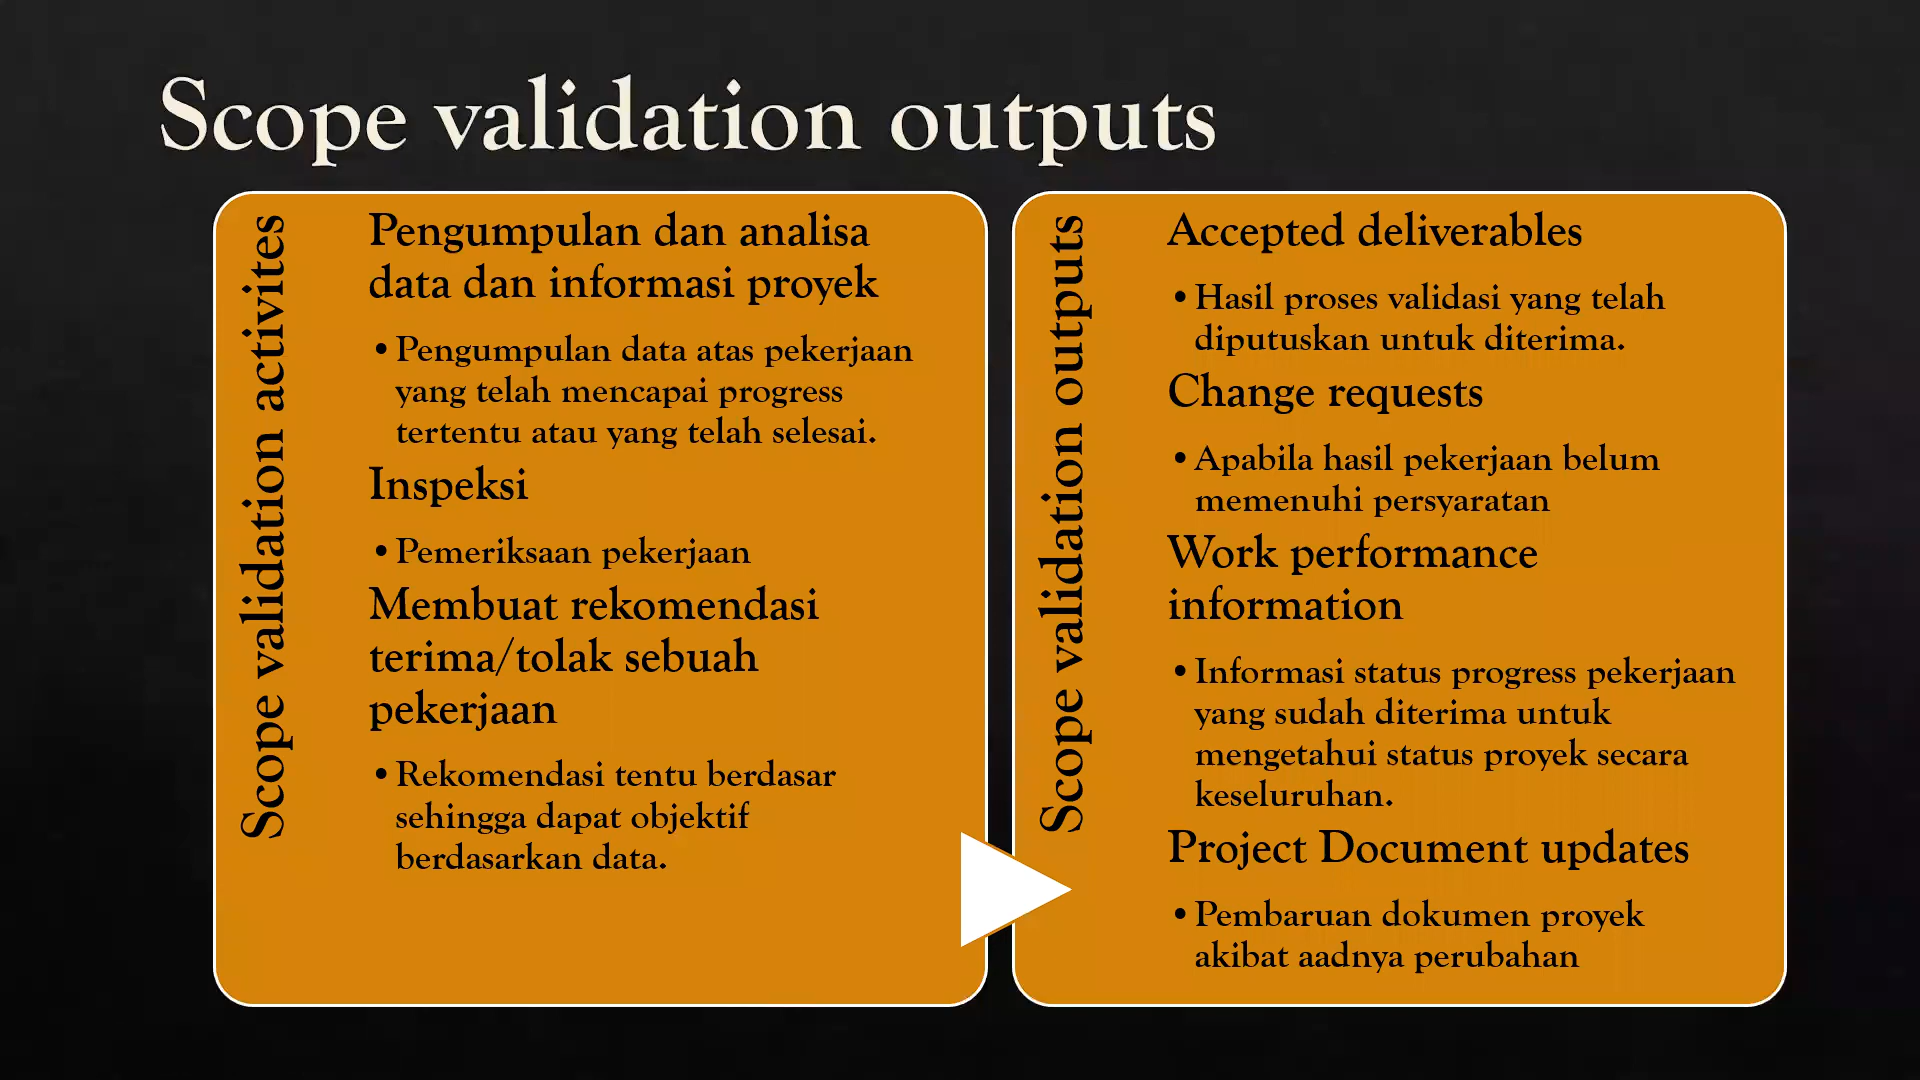 Scope validation outputs
Scope validation activites
Pengumpulan dan analisa
data dan informasi proyek
• Pengumpulan data atas pekerjaan
yang telah mencapai progress
tertentu atau yang telah selesai.
Inspeksi
• Pemeriksaan pekerjaan
Membuat rekomendasi
terima/tolak sebuah
pekerjaan
• Rekomendasi tentu berdasar
sehingga dapat objektif
berdasarkan data.
Scope validation outputs
Accepted deliverables
• Hasil proses validasi yang telah
diputuskan untuk diterima.
Change requests
• Apabila hasil pekerjaan belum
memenuhi persyaratan
Work performance
information
• Informasi status progress pekerjaan
yang sudah diterima untuk
mengetahui status proyek secara
keseluruhan.
Project Document updates
• Pembaruan dokumen proyek
akibat aadnya perubahan